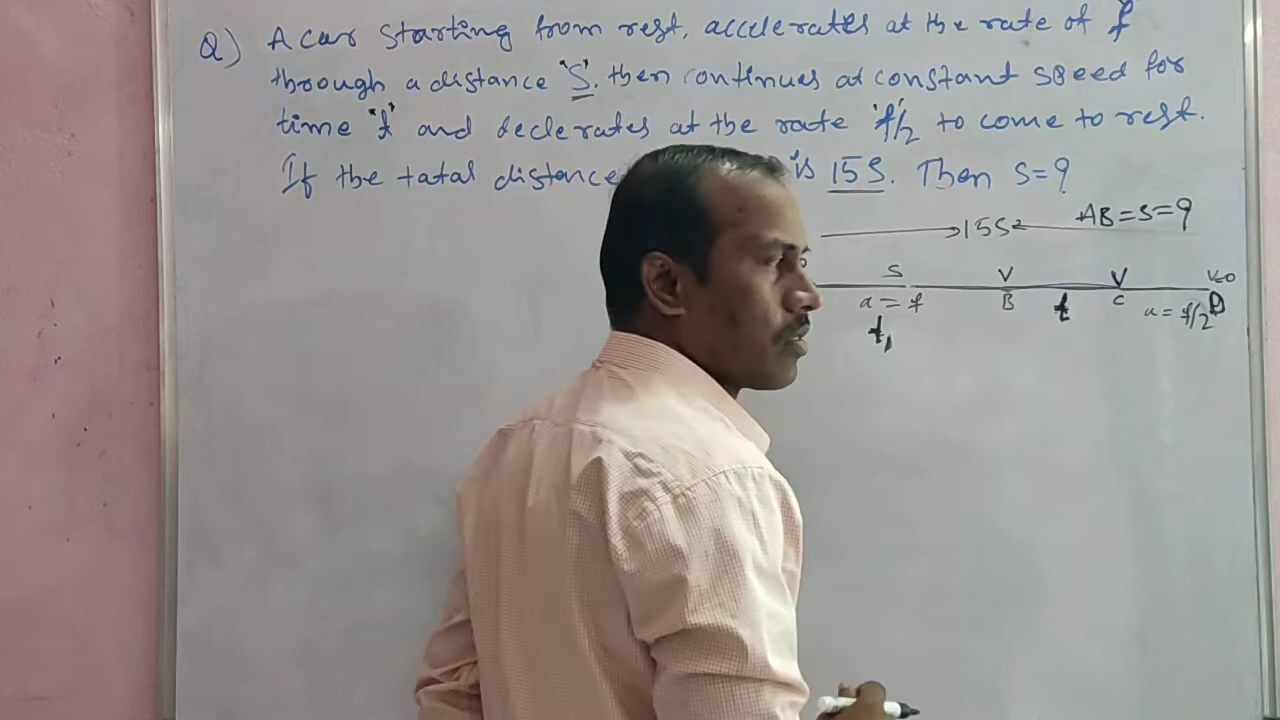 Q) A car starting from rest, accelerates at the rate of f
through a distance "S". then continues at constant speed for
time "t" and declerates at the rate 'f/2 to come to rest.
If the tatal distance is 15S. Then S=?
15S AB=S=?
S V V V=0
a=f B t C a=f/2 D
t₁